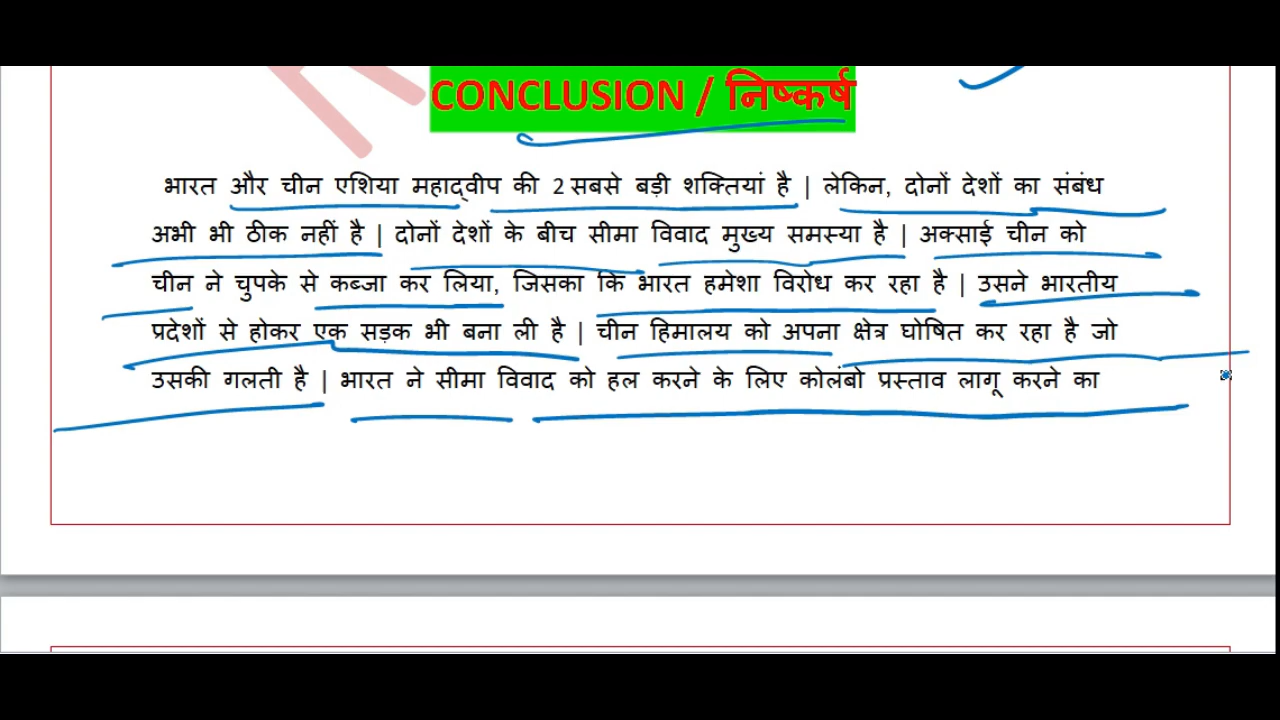 CONCLUSION / निष्कर्ष
भारत और चीन एशिया महाद्वीप की 2 सबसे बड़ी शक्तियां है | लेकिन, दोनों देशों का संबंध
अभी भी ठीक नहीं है | दोनों देशों के बीच सीमा विवाद मुख्य समस्या है | अक्साई चीन को
चीन ने चुपके से कब्जा कर लिया, जिसका कि भारत हमेशा विरोध कर रहा है | उसने भारतीय
प्रदेशों से होकर एक सड़क भी बना ली है | चीन हिमालय को अपना क्षेत्र घोषित कर रहा है जो
उसकी गलती है | भारत ने सीमा विवाद को हल करने के लिए कोलंबो प्रस्ताव लागू करने का